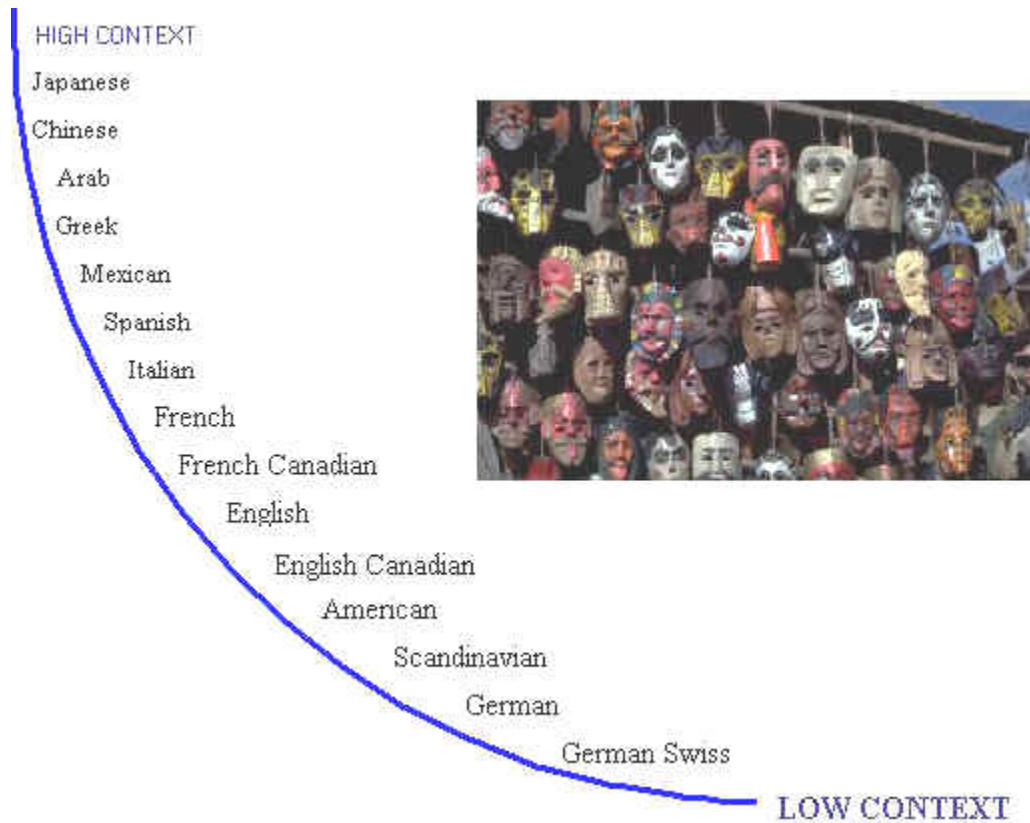 HIGH CONTEXT
Japanese
Chinese
Arab
Greek
Mexican
Spanish
Italian
French
French Canadian
English
English Canadian
American
Scandinavian
German
German Swiss
LOW CONTEXT